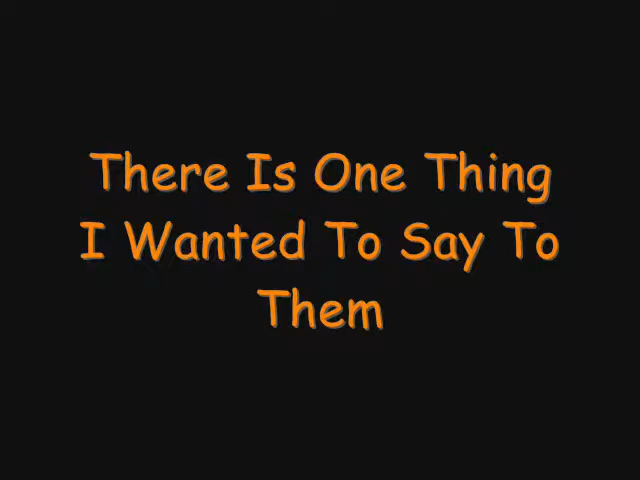 There Is One Thing
I Wanted To Say To
Them